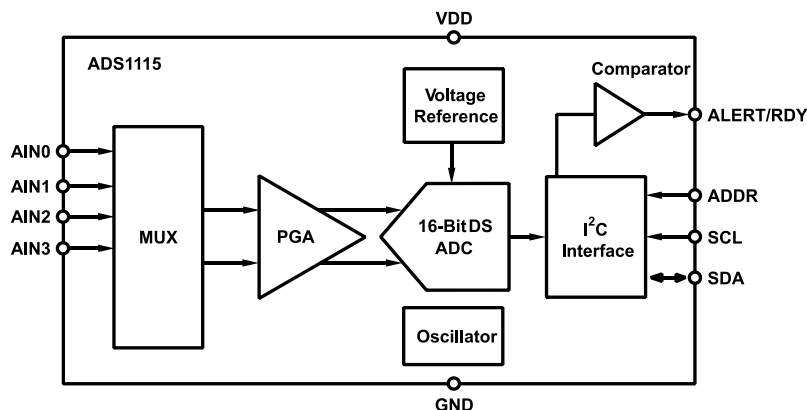 VDD
ADS1115
Comparator
Voltage
Reference
ALERT/RDY
AIN0
AIN1
AIN2
AIN3
MUX
PGA
16-Bit DS
ADC
I²C
Interface
ADDR
SCL
SDA
Oscillator
GND